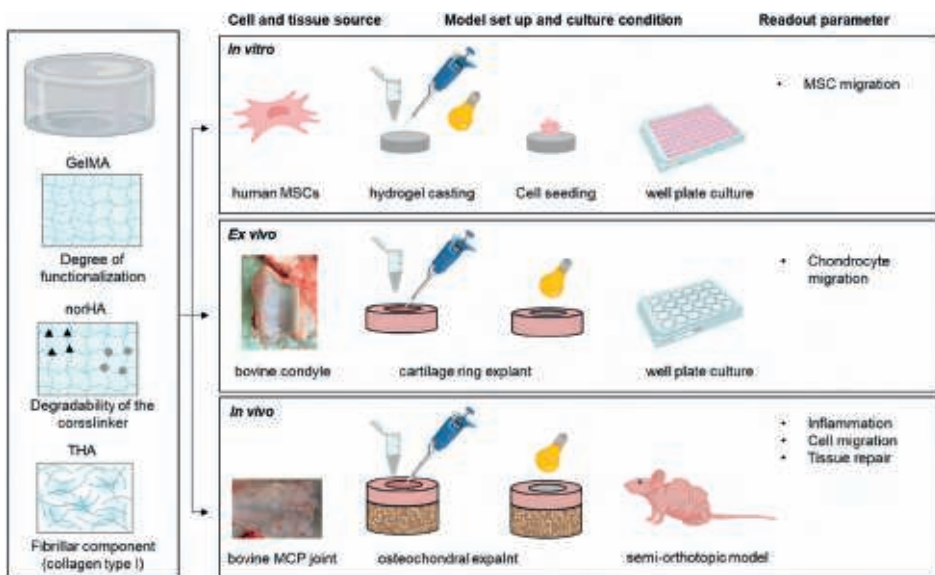 Cell and tissue source Model set up and culture condition Readout parameter
GelMA
Degree of
functionalization
norHA
Degradability of the
corsslinker
THA
Fibrillar component
(collagen type I)
In vitro
• MSC migration
human MSCs hydrogel casting Cell seeding well plate culture
Ex vivo
• Chondrocyte
migration
bovine condyle cartilage ring explant well plate culture
In vivo
• Inflammation
• Cell migration
• Tissue repair
bovine MCP joint osteochondral expalnt semi-orthotopic model